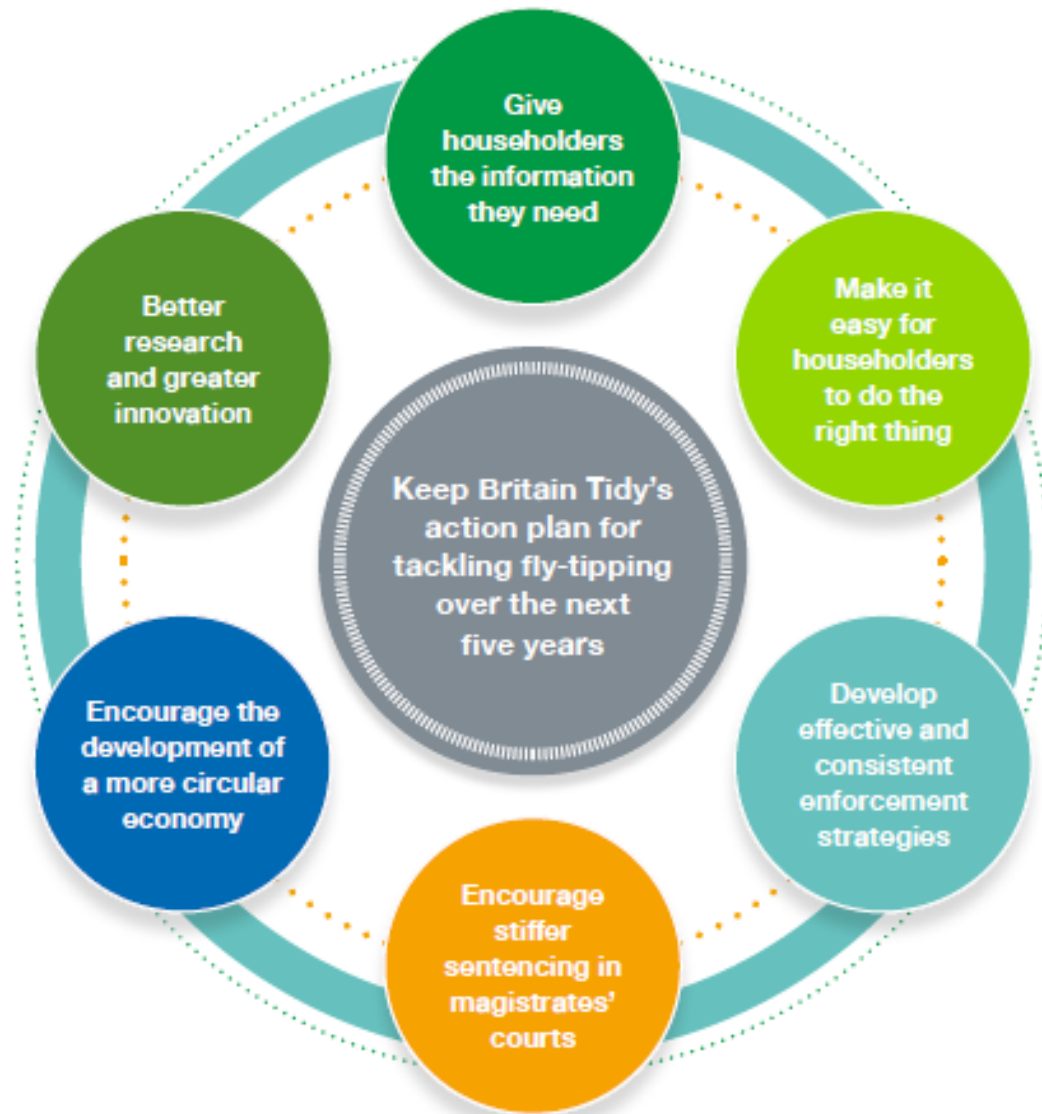 Give
householders
the information
they need
Make it
easy for
householders
to do the
right thing
Develop
effective and
consistent
enforcement
strategies
Encourage
stiffer
sentencing in
magistrates’
courts
Encourage the
development of
a more circular
economy
Better
research
and greater
innovation
Keep Britain Tidy’s
action plan for
tackling fly-tipping
over the next
five years